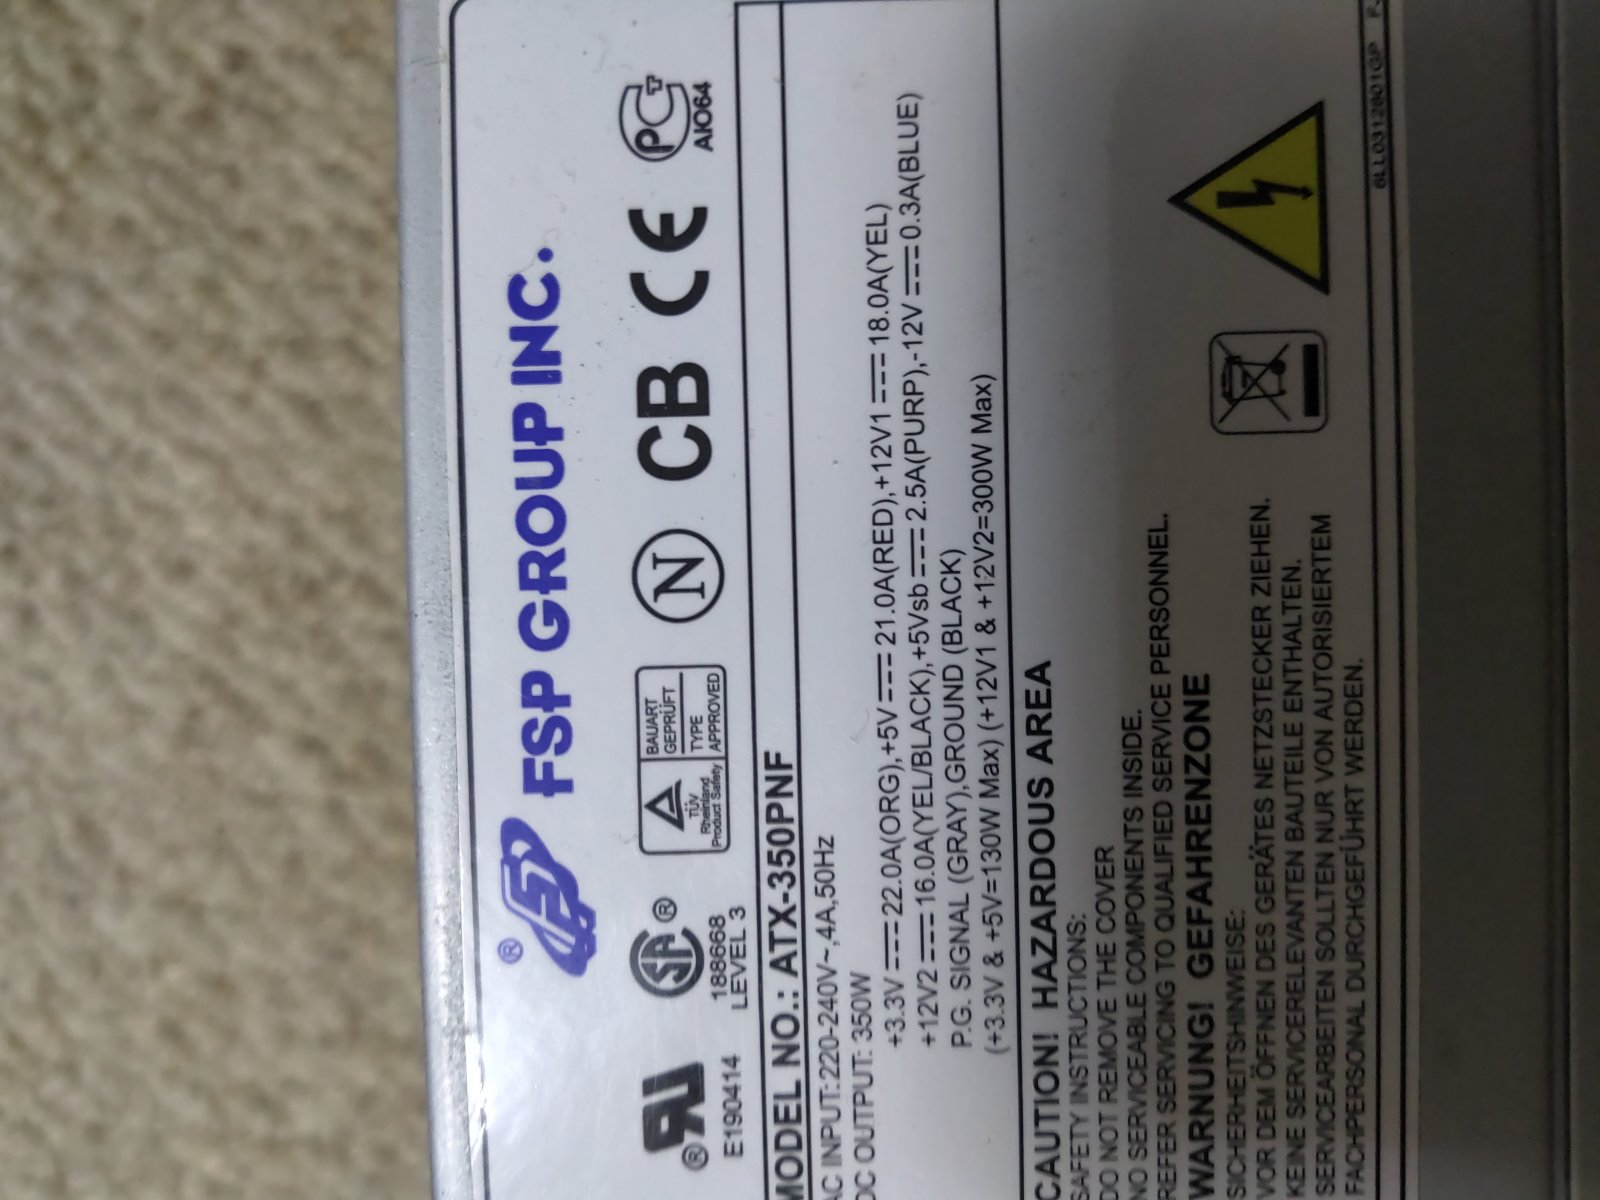 ® FSP GROUP INC.
® E190414
SA ®
188668
LEVEL 3
TÜV
Rheinland
Product Safety
BAUART
GEPRÜFT
TYPE
APPROVED
N
CB
CE
PCT
AIO64
MODEL NO.: ATX-350PNF
AC INPUT:220-240V~,4A,50Hz
DC OUTPUT: 350W
+3.3V⎓22.0A(ORG),+5V⎓21.0A(RED),+12V1⎓18.0A(YEL)
+12V2⎓16.0A(YEL/BLACK),+5Vsb⎓2.5A(PURP),-12V⎓0.3A(BLUE)
P.G. SIGNAL (GRAY),GROUND (BLACK)
(+3.3V & +5V=130W Max) (+12V1 & +12V2=300W Max)
CAUTION! HAZARDOUS AREA
SAFETY INSTRUCTIONS:
DO NOT REMOVE THE COVER
NO SERVICEABLE COMPONENTS INSIDE.
REFER SERVICING TO QUALIFIED SERVICE PERSONNEL.
WARNUNG! GEFAHRENZONE
SICHERHEITSHINWEISE:
VOR DEM ÖFFNEN DES GERÄTES NETZSTECKER ZIEHEN.
KEINE SERVICERELEVANTEN BAUTEILE ENTHALTEN.
SERVICEARBEITEN SOLLTEN NUR VON AUTORISIERTEM
FACHPERSONAL DURCHGEFÜHRT WERDEN.
6LL0312801GP